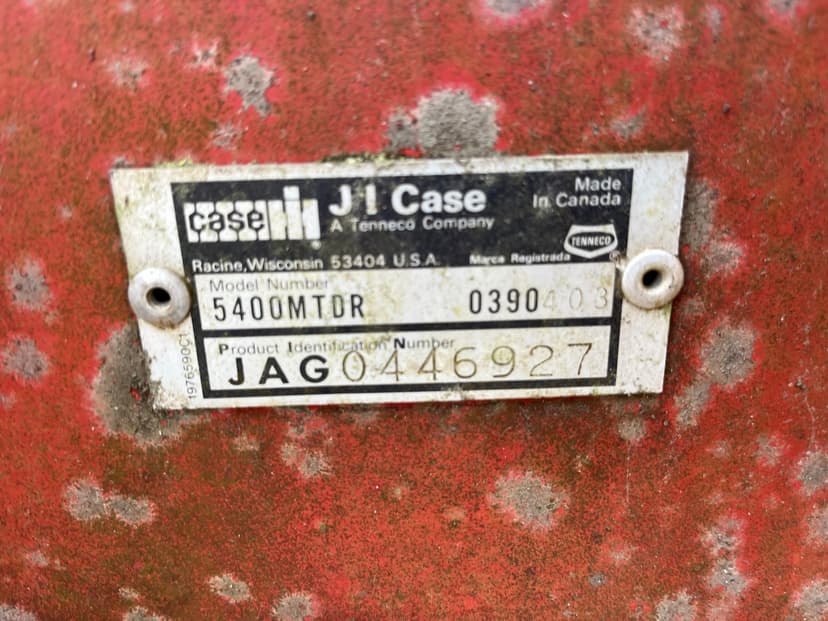 case IH
J I Case
A Tenneco Company
Made
In Canada
TENNECO
Racine, Wisconsin 53404 U.S.A.
Marca Registrada ®
Model Number
5400MTDR 0390403
Product Identification Number
JAG0446927
1976590C1